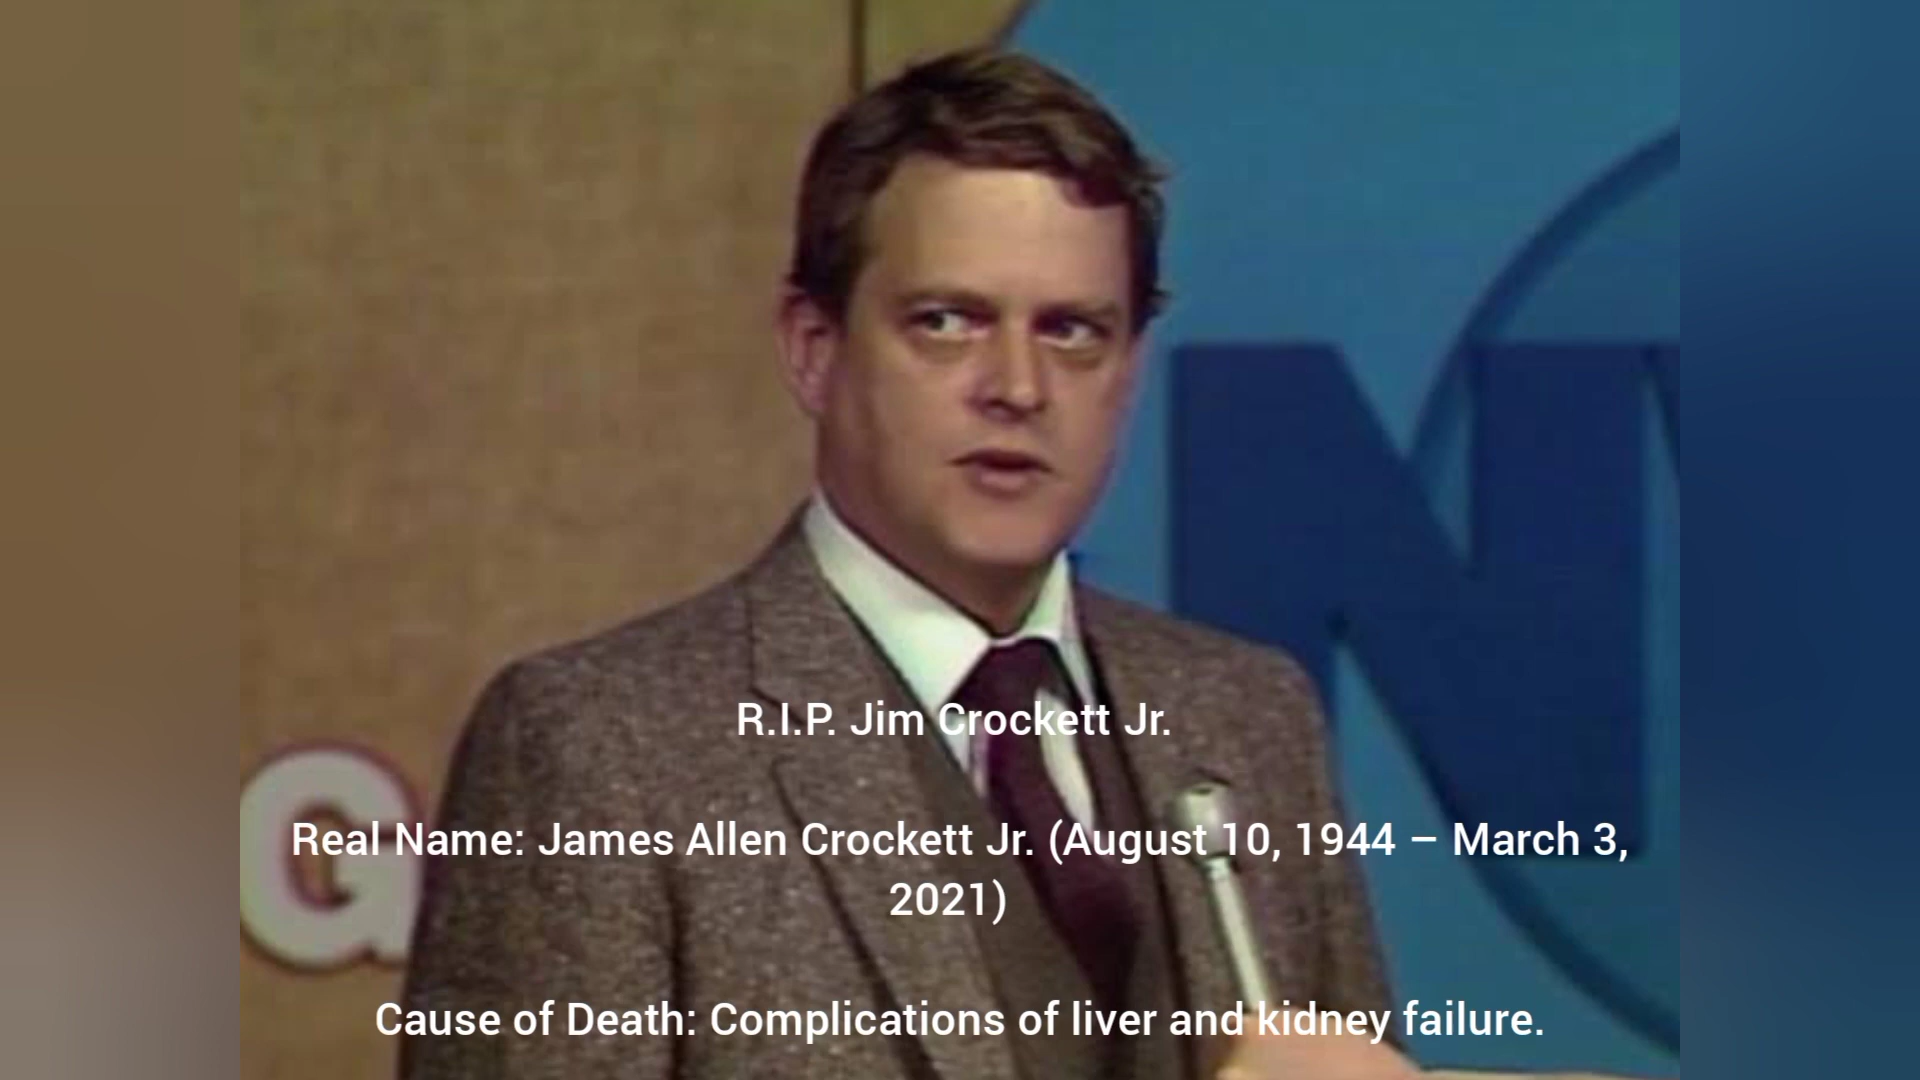 N
R.I.P. Jim Crockett Jr.
G
Real Name: James Allen Crockett Jr. (August 10, 1944 – March 3,
2021)
Cause of Death: Complications of liver and kidney failure.